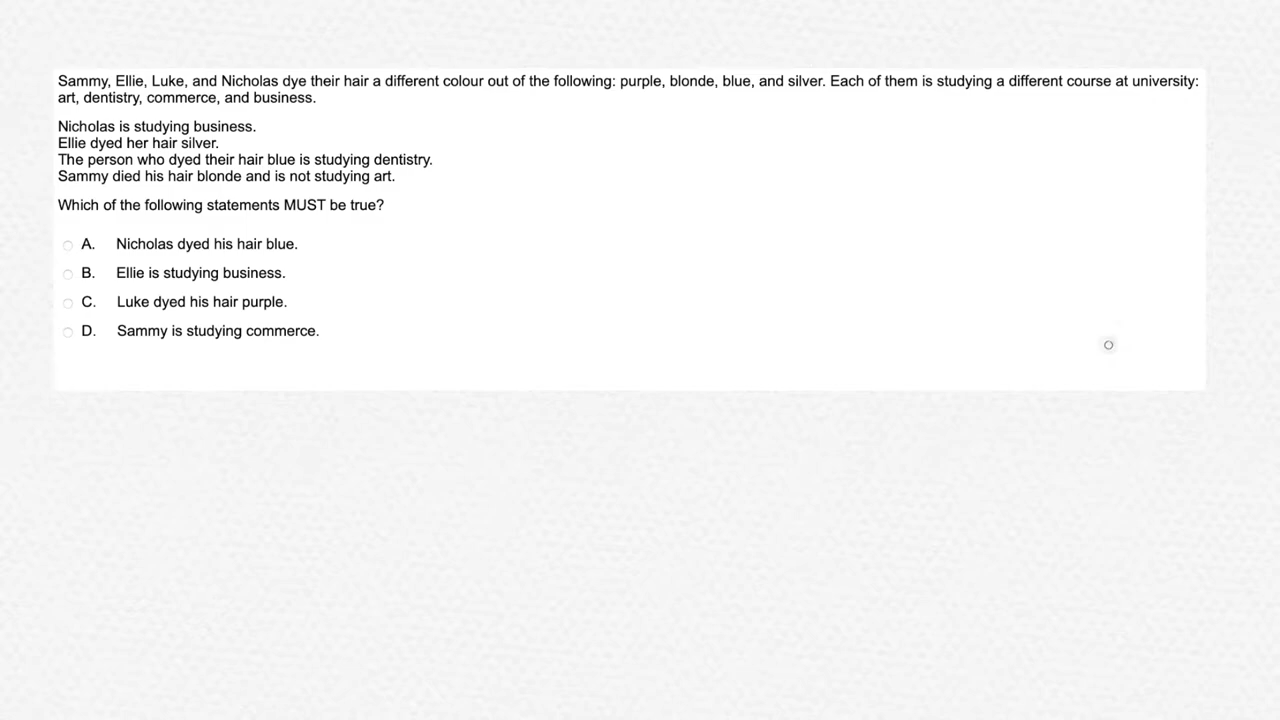 Sammy, Ellie, Luke, and Nicholas dye their hair a different colour out of the following: purple, blonde, blue, and silver. Each of them is studying a different course at university:
art, dentistry, commerce, and business.
Nicholas is studying business.
Ellie dyed her hair silver.
The person who dyed their hair blue is studying dentistry.
Sammy died his hair blonde and is not studying art.
Which of the following statements MUST be true?
A. Nicholas dyed his hair blue.
B. Ellie is studying business.
C. Luke dyed his hair purple.
D. Sammy is studying commerce.